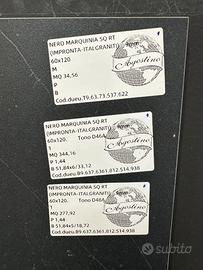 NERO MARQUINIA SQ RT
(IMPRONTA-ITALGRANITI
60x120
M
MQ 34,56
P
B
Cod.dueu.T9.63.73.537.622
Agostino
NERO MARQUINIA SQ RT
(IMPRONTA-ITALGRANITI
60x120. Tono D46A
1
MQ 344,16
P 1,44
B 51,84x6/33,12
Cod.dueu.B9.637.6361.812.514.938
Agostino
NERO MARQUINIA SQ RT
(IMPRONTA-ITALGRANITI
60x120. Tono D48A
1
MQ 277,92
P 1,44
B 51,84x5/18,72
Cod.dueu.B9.637.6361.812.514.938
Agostino
subito